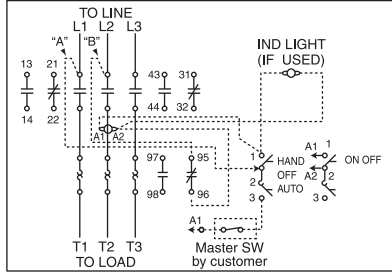 TO LINE
L1 L2 L3
"A" "B"
IND LIGHT
(IF USED)
13 21 43 31
14 22 44 32
A1 A2
97 95
98 96
1 HAND
OFF
2 AUTO
3
A1 1 ON OFF
A2 2
3
A1
T1 T2 T3
TO LOAD
Master SW
by customer